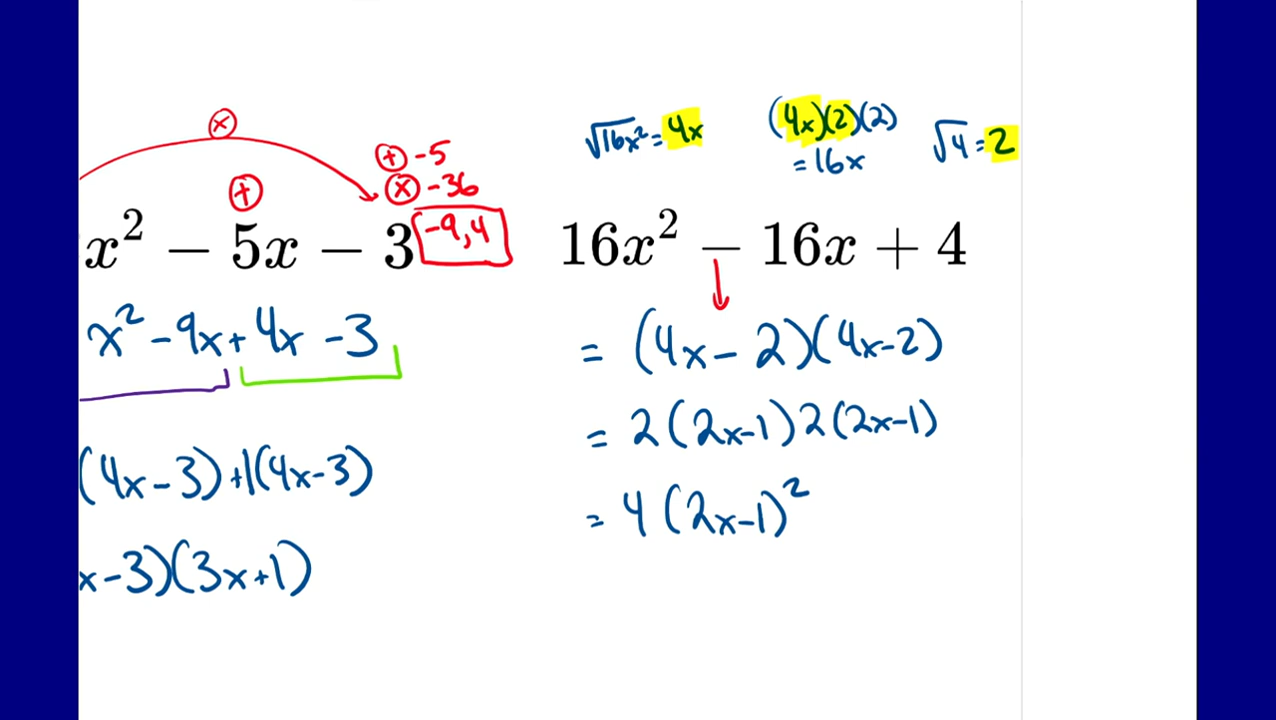 ⓧ
⊕ -5
ⓧ -36
⊕
x² − 5x − 3
-9,4
x² - 9x + 4x - 3
(4x-3)+1(4x-3)
x-3)(3x+1)
√16x² = 4x
(4x)(2)(2)
= 16x
√4 = 2
16x² − 16x + 4
= (4x - 2)(4x-2)
= 2(2x-1)2(2x-1)
= 4(2x-1)²